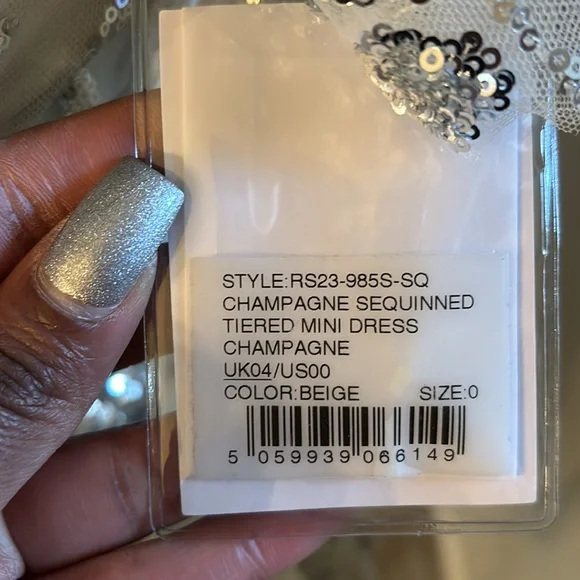 STYLE:RS23-985S-SQ
CHAMPAGNE SEQUINNED
TIERED MINI DRESS
CHAMPAGNE
UK04/US00
COLOR:BEIGE SIZE:0
5 059939 066149